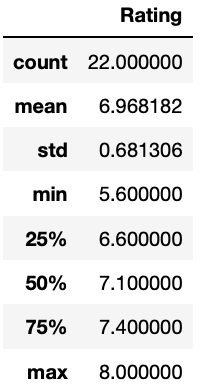 Rating
count 22.000000
mean 6.968182
std 0.681306
min 5.600000
25% 6.600000
50% 7.100000
75% 7.400000
max 8.000000